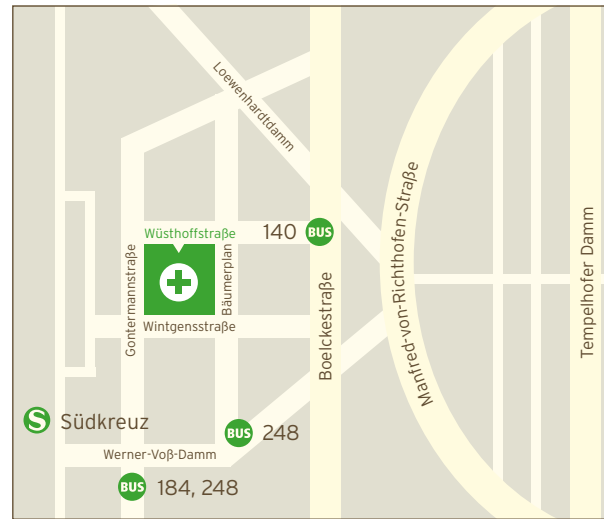 Loewenhardtdamm
Wüsthoffstraße
140 BUS
Gontermannstraße
Bäumerplan
Boelckestraße
Manfred-von-Richthofen-Straße
Tempelhofer Damm
Wintgensstraße
S Südkreuz
BUS 248
Werner-Voß-Damm
BUS 184, 248